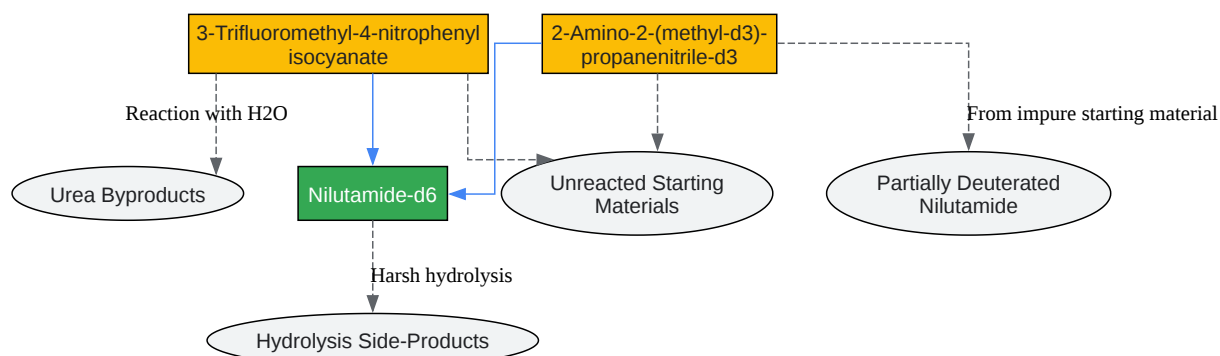 3-Trifluoromethyl-4-nitrophenyl
isocyanate
2-Amino-2-(methyl-d3)-
propanenitrile-d3
Reaction with H2O
From impure starting material
Urea Byproducts
Nilutamide-d6
Unreacted Starting
Materials
Partially Deuterated
Nilutamide
Harsh hydrolysis
Hydrolysis Side-Products